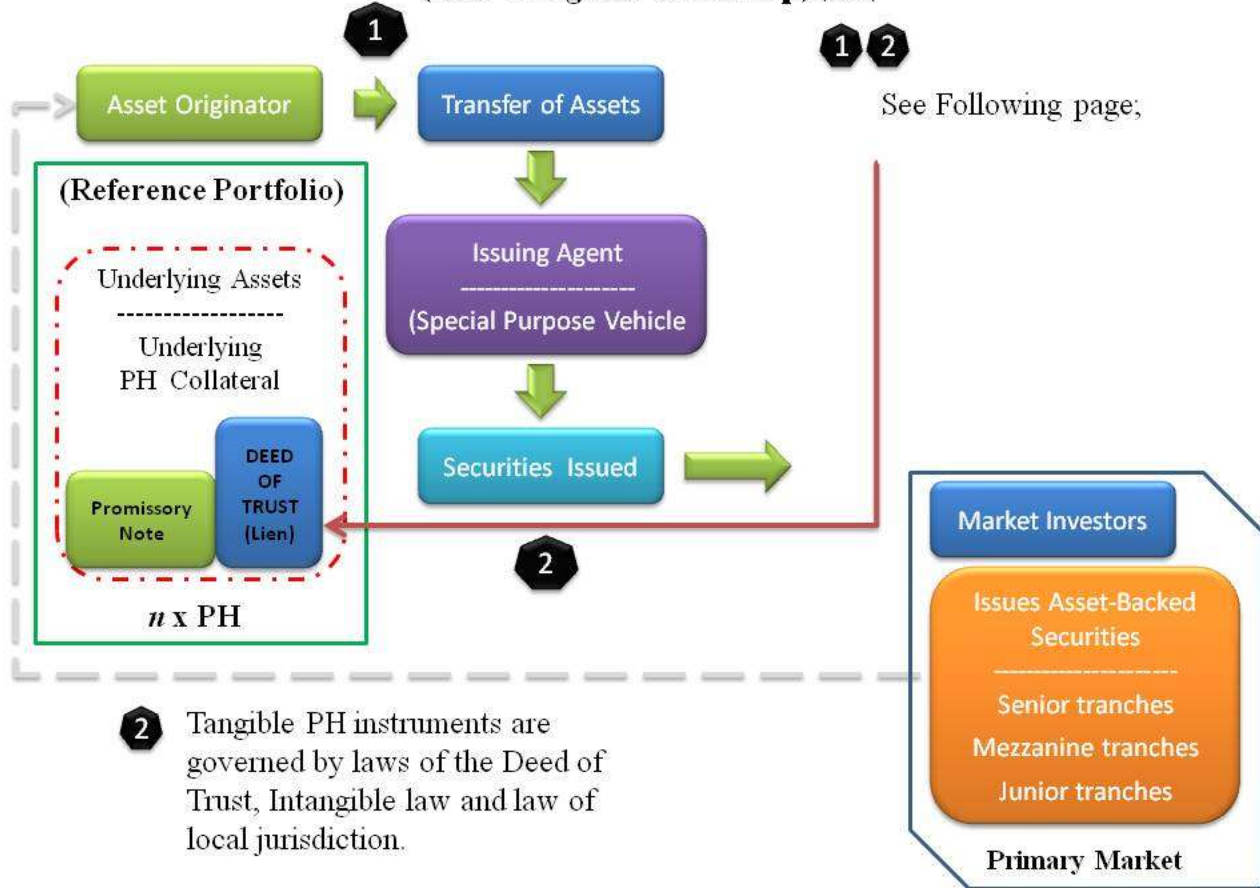 1
1 2
Asset Originator
Transfer of Assets
See Following page;
(Reference Portfolio)
Underlying Assets
------------------
Underlying
PH Collateral
Issuing Agent
----------------------
(Special Purpose Vehicle
DEED
OF
TRUST
(Lien)
Promissory
Note
Securities Issued
2
n x PH
Market Investors
Issues Asset-Backed
Securities
----------------------
Senior tranches
Mezzanine tranches
Junior tranches
Primary Market
2 Tangible PH instruments are
governed by laws of the Deed of
Trust, Intangible law and law of
local jurisdiction.